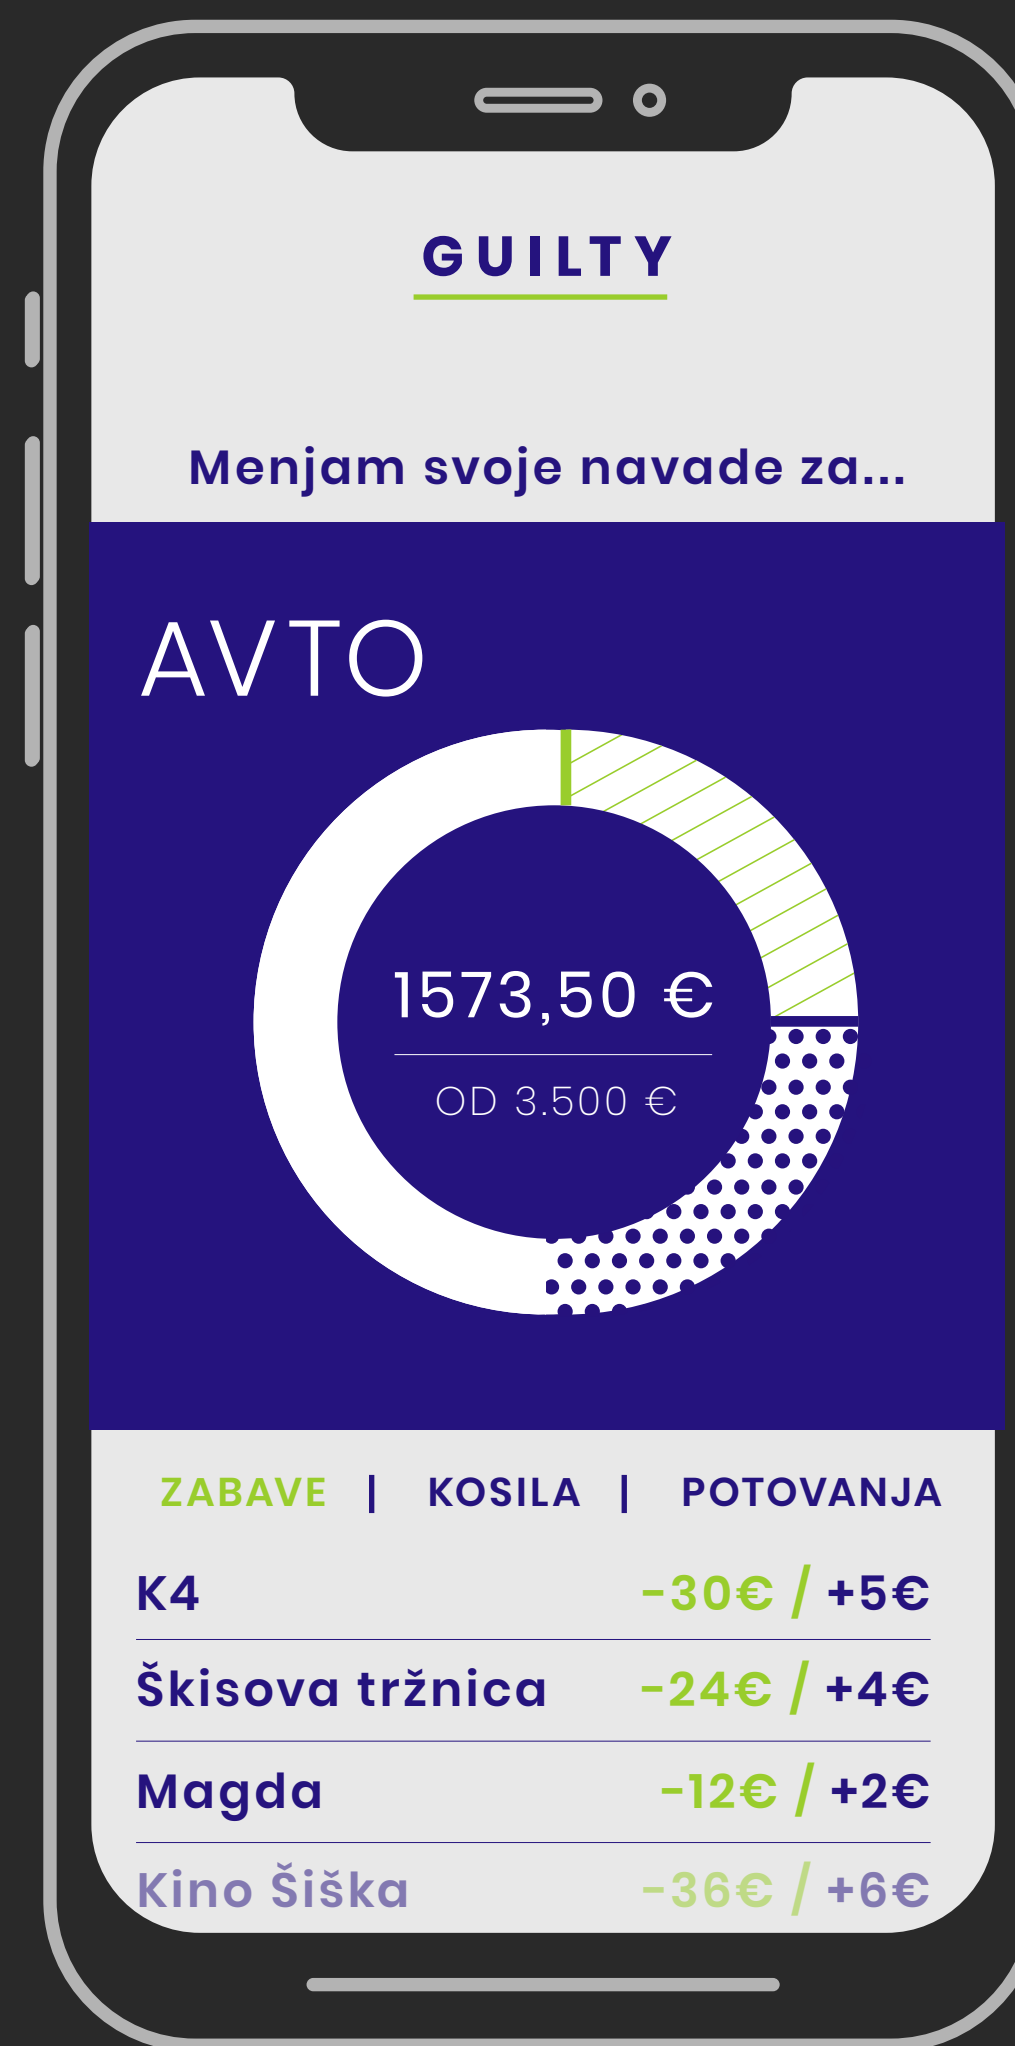 GUILTY
Menjam svoje navade za...
AVTO
1573,50 €
OD 3.500 €
ZABAVE | KOSILA | POTOVANJA
K4 -30€ / +5€
Škisova tržnica -24€ / +4€
Magda -12€ / +2€
Kino Šiška -36€ / +6€